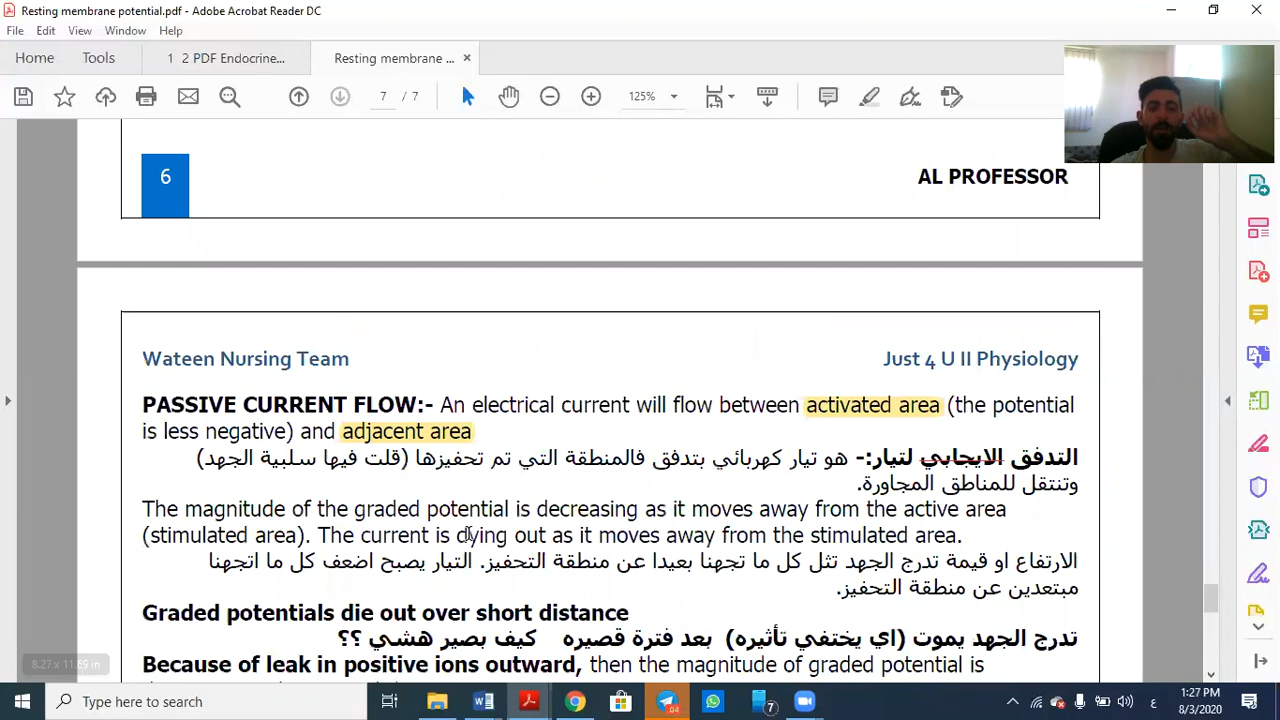 Resting membrane potential.pdf - Adobe Acrobat Reader DC
File Edit View Window Help
Home Tools 1 2 PDF Endocrine... Resting membrane ...
7 / 7 125%
6 AL PROFESSOR
Wateen Nursing Team Just 4 U II Physiology
PASSIVE CURRENT FLOW:- An electrical current will flow between activated area (the potential
is less negative) and adjacent area
التدفق الايجابي لتيار:- هو تيار كهربائي بتدفق فالمنطقة التي تم تحفيزها (قلت فيها سلبية الجهد)
وتنتقل للمناطق المجاورة.
The magnitude of the graded potential is decreasing as it moves away from the active area
(stimulated area). The current is dying out as it moves away from the stimulated area.
الارتفاع او قيمة تدرج الجهد تثل كل ما تجهنا بعيدا عن منطقة التحفيز. التيار يصبح اضعف كل ما اتجهنا
مبتعدين عن منطقة التحفيز.
Graded potentials die out over short distance
تدرج الجهد يموت (اي يختفي تأثيره) بعد فترة قصيره كيف بصير هشي ؟؟
Because of leak in positive ions outward, then the magnitude of graded potential is
8.27 x 11.69 in
Type here to search
04
7
ع
1:27 PM
8/3/2020